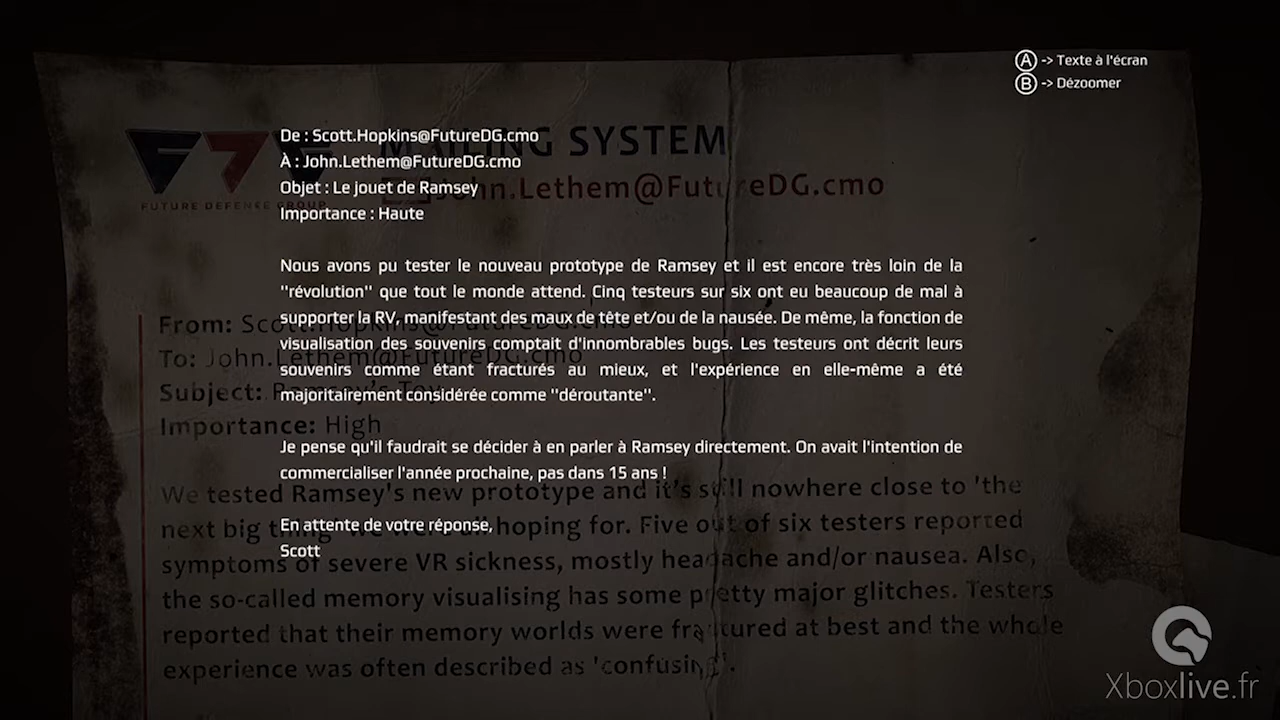 A -> Texte à l'écran
B -> Dézoomer
MAILING SYSTEM
John.Lethem@FutureDG.cmo
FUTURE DEFENSE GROUP
De : Scott.Hopkins@FutureDG.cmo
À : John.Lethem@FutureDG.cmo
Objet : Le jouet de Ramsey
Importance : Haute
Nous avons pu tester le nouveau prototype de Ramsey et il est encore très loin de la
"révolution" que tout le monde attend. Cinq testeurs sur six ont eu beaucoup de mal à
supporter la RV, manifestant des maux de tête et/ou de la nausée. De même, la fonction de
visualisation des souvenirs comptait d'innombrables bugs. Les testeurs ont décrit leurs
souvenirs comme étant fracturés au mieux, et l'expérience en elle-même a été
majoritairement considérée comme "déroutante".
Je pense qu'il faudrait se décider à en parler à Ramsey directement. On avait l'intention de
commercialiser l'année prochaine, pas dans 15 ans !
En attente de votre réponse,
Scott
From: Scott.Hopkins@FutureDG.cmo
To: John.Lethem@FutureDG.cmo
Subject: Ramsey's Toy
Importance: High
We tested Ramsey's new prototype and it's still nowhere close to 'the
next big thing' we were all hoping for. Five out of six testers reported
symptoms of severe VR sickness, mostly headache and/or nausea. Also,
the so-called memory visualising has some pretty major glitches. Testers
reported that their memory worlds were fractured at best and the whole
experience was often described as 'confusing'.
Xboxlive.fr